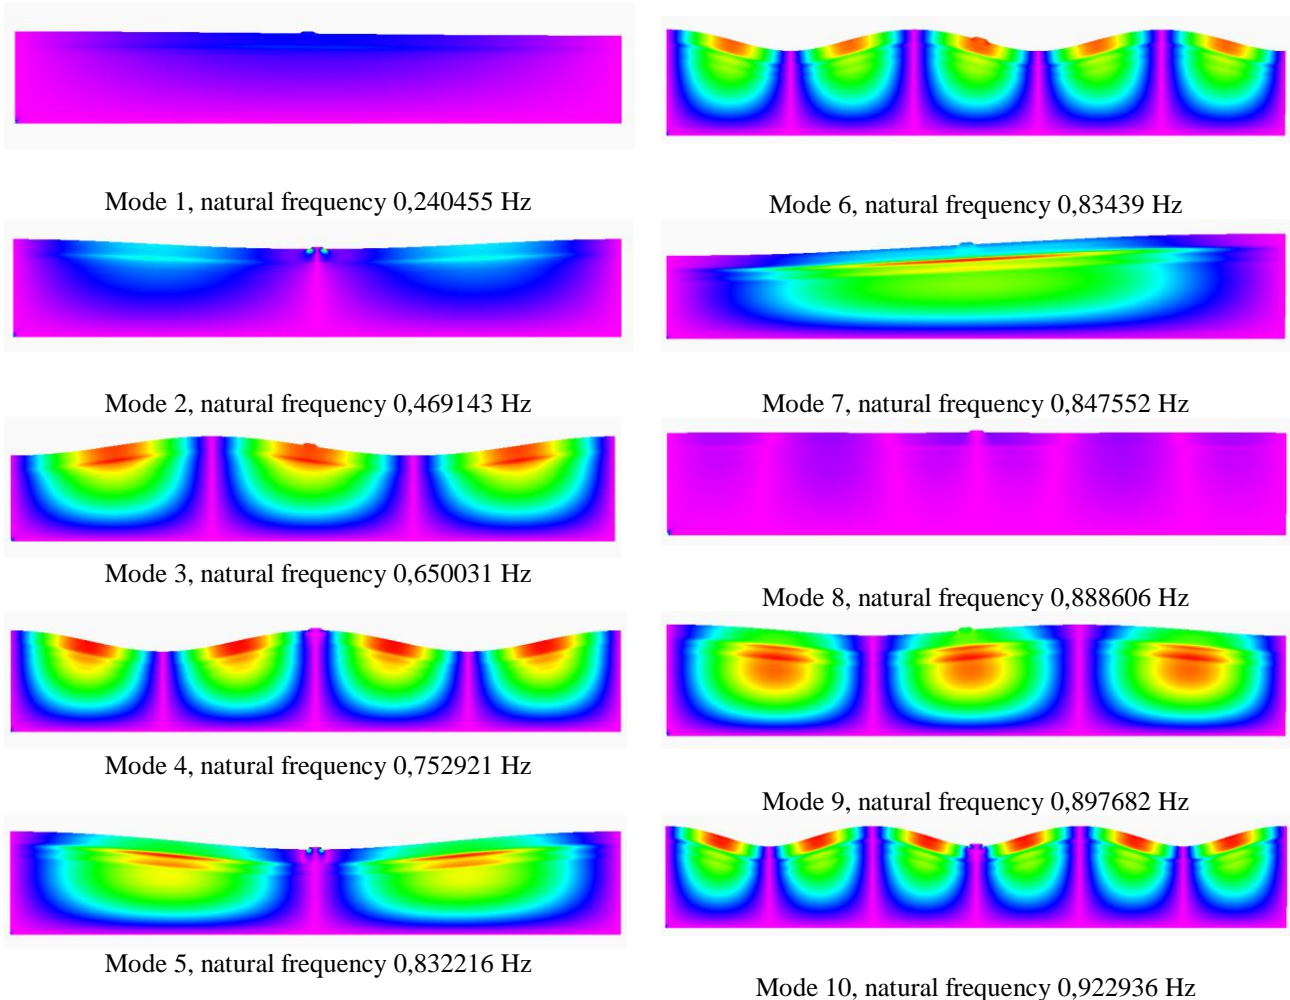 Mode 1, natural frequency 0,240455 Hz
Mode 2, natural frequency 0,469143 Hz
Mode 3, natural frequency 0,650031 Hz
Mode 4, natural frequency 0,752921 Hz
Mode 5, natural frequency 0,832216 Hz
Mode 6, natural frequency 0,83439 Hz
Mode 7, natural frequency 0,847552 Hz
Mode 8, natural frequency 0,888606 Hz
Mode 9, natural frequency 0,897682 Hz
Mode 10, natural frequency 0,922936 Hz